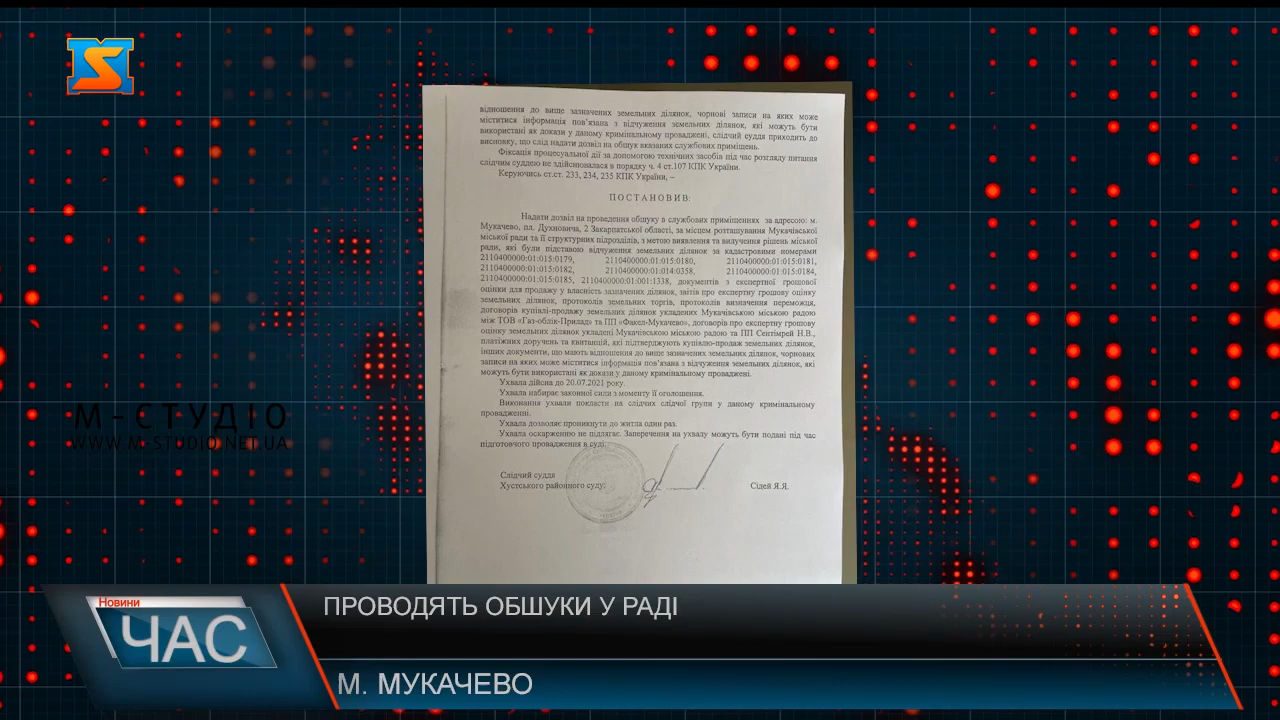 відношення до вище зазначених земельних ділянок, чорнові записи на яких може
міститися інформація пов'язана з відчуження земельних ділянок, які можуть бути
використані як докази у даному кримінальному проваджені, слідчий суддя приходить до
висновку, що слід надати дозвіл на обшук вказаних службових приміщень.
Фіксація процесуальної дії за допомогою технічних засобів під час розгляду питання
слідчим суддею не здійснювалася в порядку ч. 4 ст.107 КПК України.
Керуючись ст.ст. 233, 234, 235 КПК України, –
ПОСТАНОВИВ:
Надати дозвіл на проведення обшуку в службових приміщеннях за адресою: м.
Мукачево, пл. Духновича, 2 Закарпатської області, за місцем розташування Мукачівської
міської ради та її структурних підрозділів, з метою виявлення та вилучення рішень міської
ради, які були підставою відчуження земельних ділянок за кадастровими номерами
2110400000:01:015:0179, 2110400000:01:015:0180, 2110400000:01:015:0181,
2110400000:01:015:0182, 2110400000:01:014:0358, 2110400000:01:015:0184,
2110400000:01:015:0185, 2110400000:01:001:1338, документів з експертної грошової
оцінки для продажу у власність зазначених ділянок, звітів про експертну грошову оцінку
земельних ділянок, протоколів земельних торгів, протоколів визначення переможця,
договорів купівлі-продажу земельних ділянок укладених Мукачівською міською радою
між ТОВ «Газ-облік-Прилад» та ПП «Факел-Мукачево», договорів про експертну грошову
оцінку земельних ділянок укладені Мукачівською міською радою та ПП Сентімрей Н.В.,
платіжних доручень та квитанцій, які підтверджують купівлю-продаж земельних ділянок,
інших документи, що мають відношення до вище зазначених земельних ділянок, чорнових
записи на яких може міститися інформація пов'язана з відчуження земельних ділянок, які
можуть бути використані як докази у даному кримінальному проваджені.
Ухвала дійсна до 20.07.2021 року.
Ухвала набирає законної сили з моменту її оголошення.
Виконання ухвали покласти на слідчих слідчої групи у даному кримінальному
провадженні.
Ухвала дозволяє проникнути до житла один раз.
Ухвала оскарженню не підлягає. Заперечення на ухвалу можуть бути подані під час
підготовчого провадження в суді.
Слідчий суддя
Хустського районного суду: Сідей Я.Я.
М-СТУДІО
WWW.M-STUDIO.NET.UA
Новини
ЧАС
ПРОВОДЯТЬ ОБШУКИ У РАДІ
М. МУКАЧЕВО